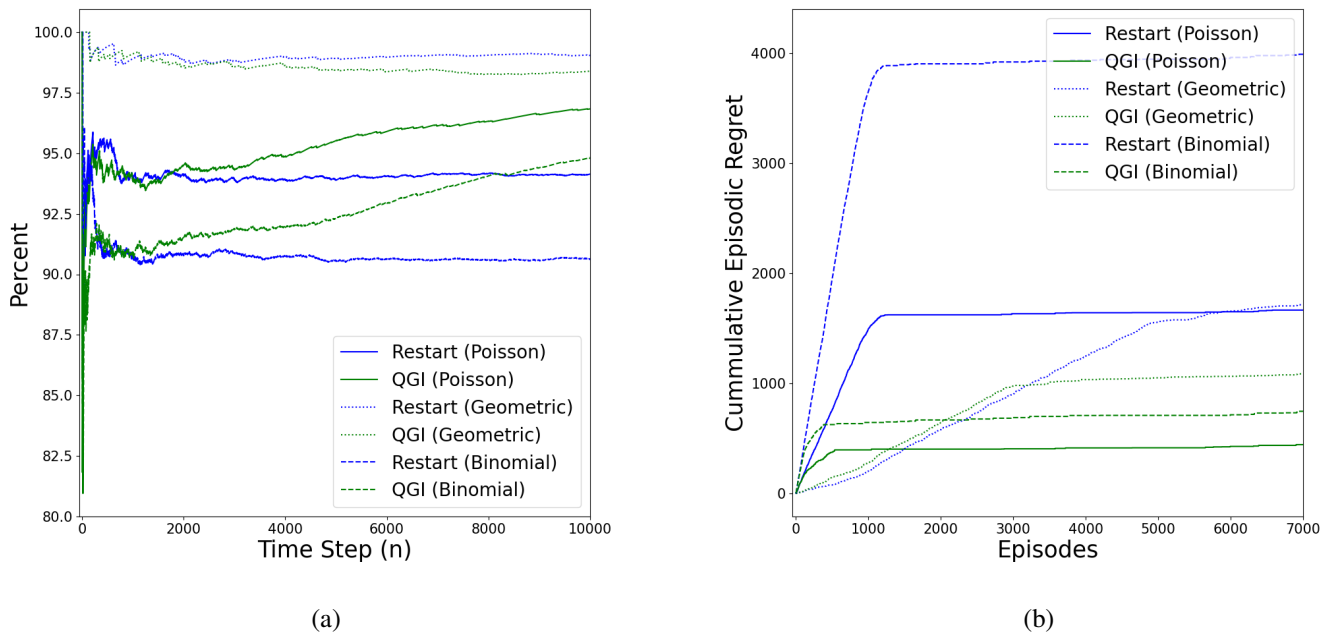 100.0
97.5
95.0
92.5
90.0
87.5
85.0
82.5
80.0
Percent
0
2000
4000
6000
8000
10000
Time Step (n)
Restart (Poisson)
QGI (Poisson)
Restart (Geometric)
QGI (Geometric)
Restart (Binomial)
QGI (Binomial)
(a)
4000
3000
2000
1000
0
Cummulative Episodic Regret
0
1000
2000
3000
4000
5000
6000
7000
Episodes
Restart (Poisson)
QGI (Poisson)
Restart (Geometric)
QGI (Geometric)
Restart (Binomial)
QGI (Binomial)
(b)